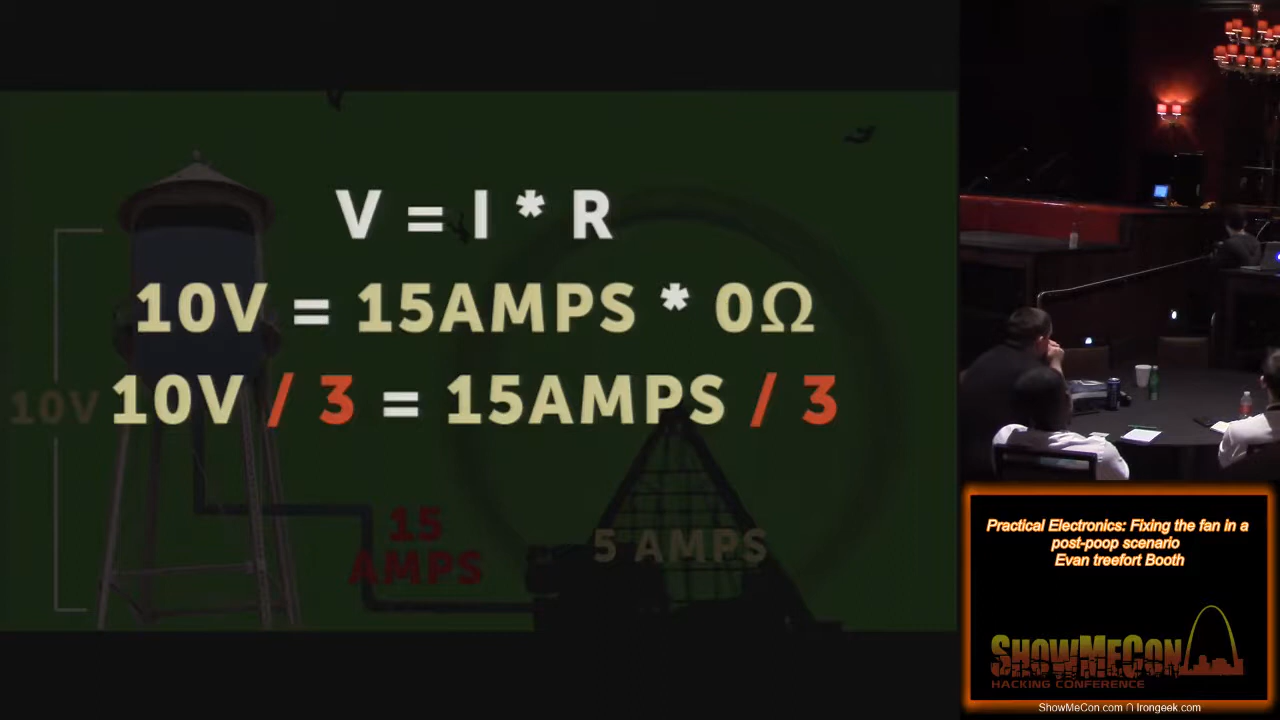 V = I * R
10V = 15AMPS * 0Ω
10V / 3 = 15AMPS / 3
10V
15
AMPS
5 AMPS
Practical Electronics: Fixing the fan in a
post-poop scenario
Evan treefort Booth
SHOWMECON
HACKING CONFERENCE
ShowMeCon.com ∩ Irongeek.com